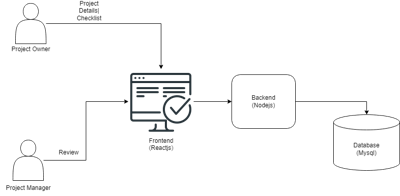 Project
Details|
Checklist
Project Owner
Frontend
(Reactjs)
Backend
(Nodejs)
Database
(Mysql)
Review
Project Manager